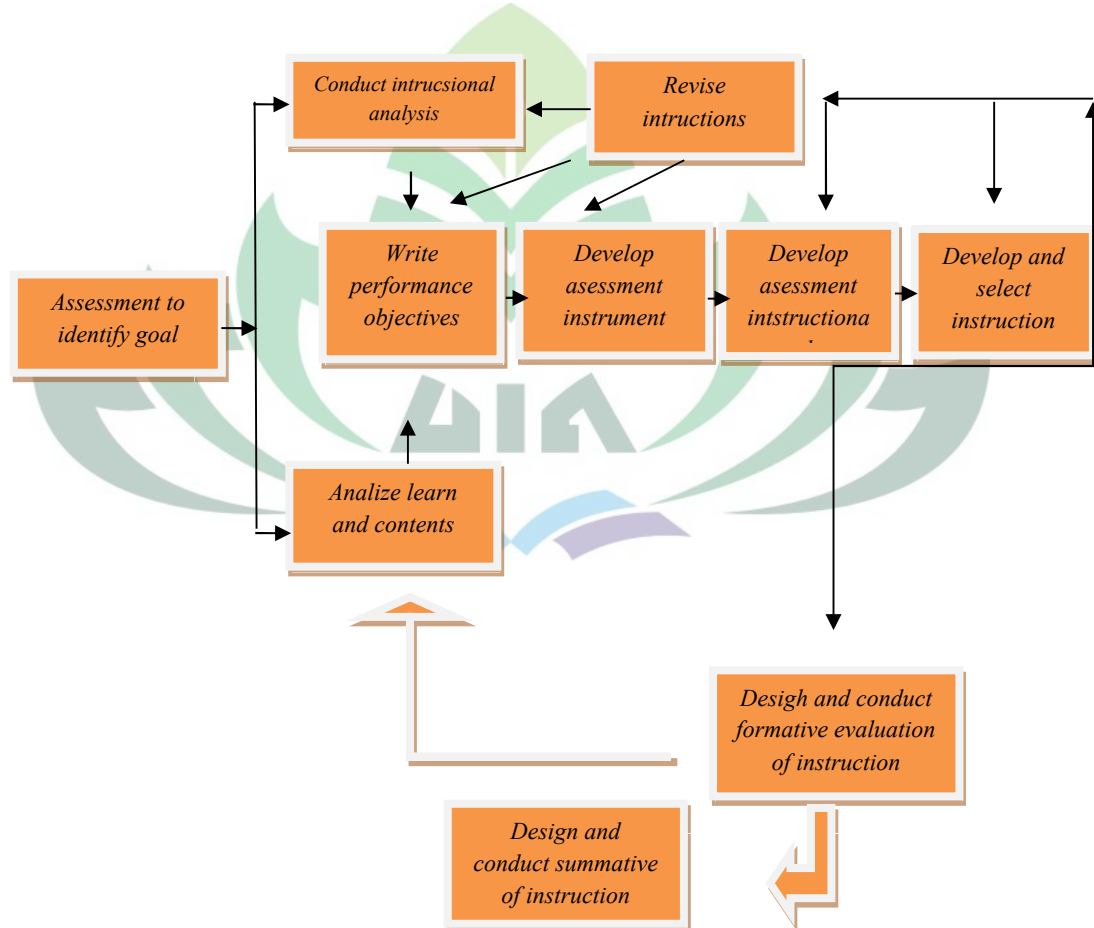 Conduct intrucsional
analysis
Revise
intructions
Assessment to
identify goal
Write
performance
objectives
Develop
asessment
instrument
Develop
asessment
intstructiona
Develop and
select
instruction
UIN
Analize learn
and contents
Desigh and conduct
formative evaluation
of instruction
Design and
conduct summative
of instruction